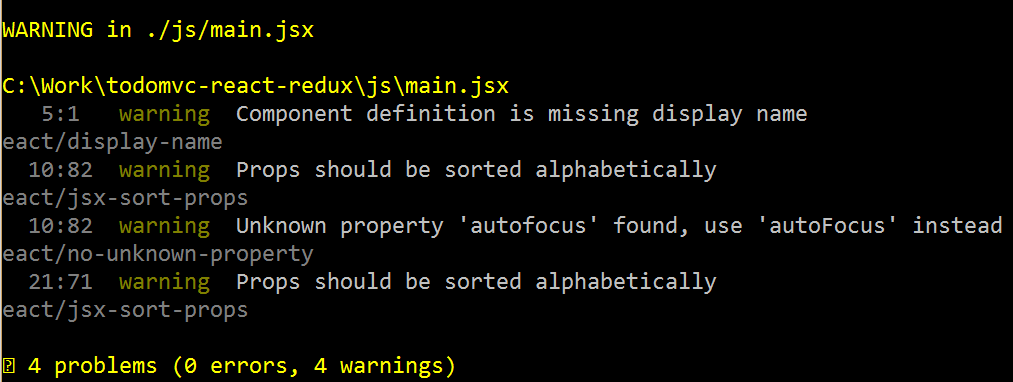 WARNING in ./js/main.jsx
C:\Work\todomvc-react-redux\js\main.jsx
5:1 warning Component definition is missing display name
eact/display-name
10:82 warning Props should be sorted alphabetically
eact/jsx-sort-props
10:82 warning Unknown property 'autofocus' found, use 'autoFocus' instead
eact/no-unknown-property
21:71 warning Props should be sorted alphabetically
eact/jsx-sort-props
4 problems (0 errors, 4 warnings)